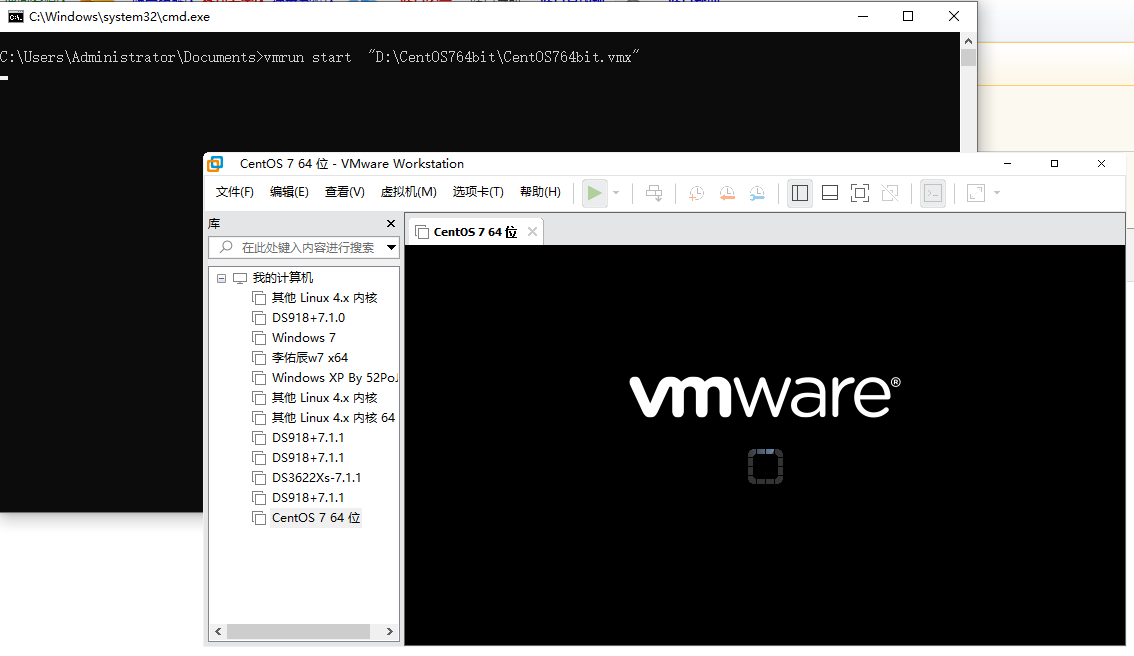 C:\Windows\system32\cmd.exe
C:\Users\Administrator\Documents>vmrun start  "D:\CentOS764bit\CentOS764bit.vmx"
CentOS 7 64 位 - VMware Workstation
文件(F) 编辑(E) 查看(V) 虚拟机(M) 选项卡(T) 帮助(H)
库
在此处键入内容进行搜索
CentOS 7 64 位
我的计算机
其他 Linux 4.x 内核
DS918+7.1.0
Windows 7
李佑辰w7 x64
Windows XP By 52PoJ
其他 Linux 4.x 内核
其他 Linux 4.x 内核 64
DS918+7.1.1
DS918+7.1.1
DS3622Xs-7.1.1
DS918+7.1.1
CentOS 7 64 位
vmware®